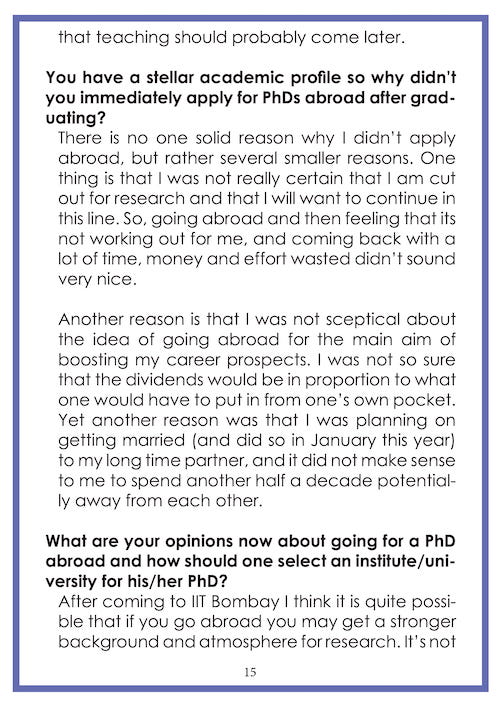 that teaching should probably come later.
You have a stellar academic profile so why didn't
you immediately apply for PhDs abroad after grad-
uating?
There is no one solid reason why I didn't apply
abroad, but rather several smaller reasons. One
thing is that I was not really certain that I am cut
out for research and that I will want to continue in
this line. So, going abroad and then feeling that its
not working out for me, and coming back with a
lot of time, money and effort wasted didn't sound
very nice.
Another reason is that I was not sceptical about
the idea of going abroad for the main aim of
boosting my career prospects. I was not so sure
that the dividends would be in proportion to what
one would have to put in from one's own pocket.
Yet another reason was that I was planning on
getting married (and did so in January this year)
to my long time partner, and it did not make sense
to me to spend another half a decade potential-
ly away from each other.
What are your opinions now about going for a PhD
abroad and how should one select an institute/uni-
versity for his/her PhD?
After coming to IIT Bombay I think it is quite possi-
ble that if you go abroad you may get a stronger
background and atmosphere for research. It's not
15